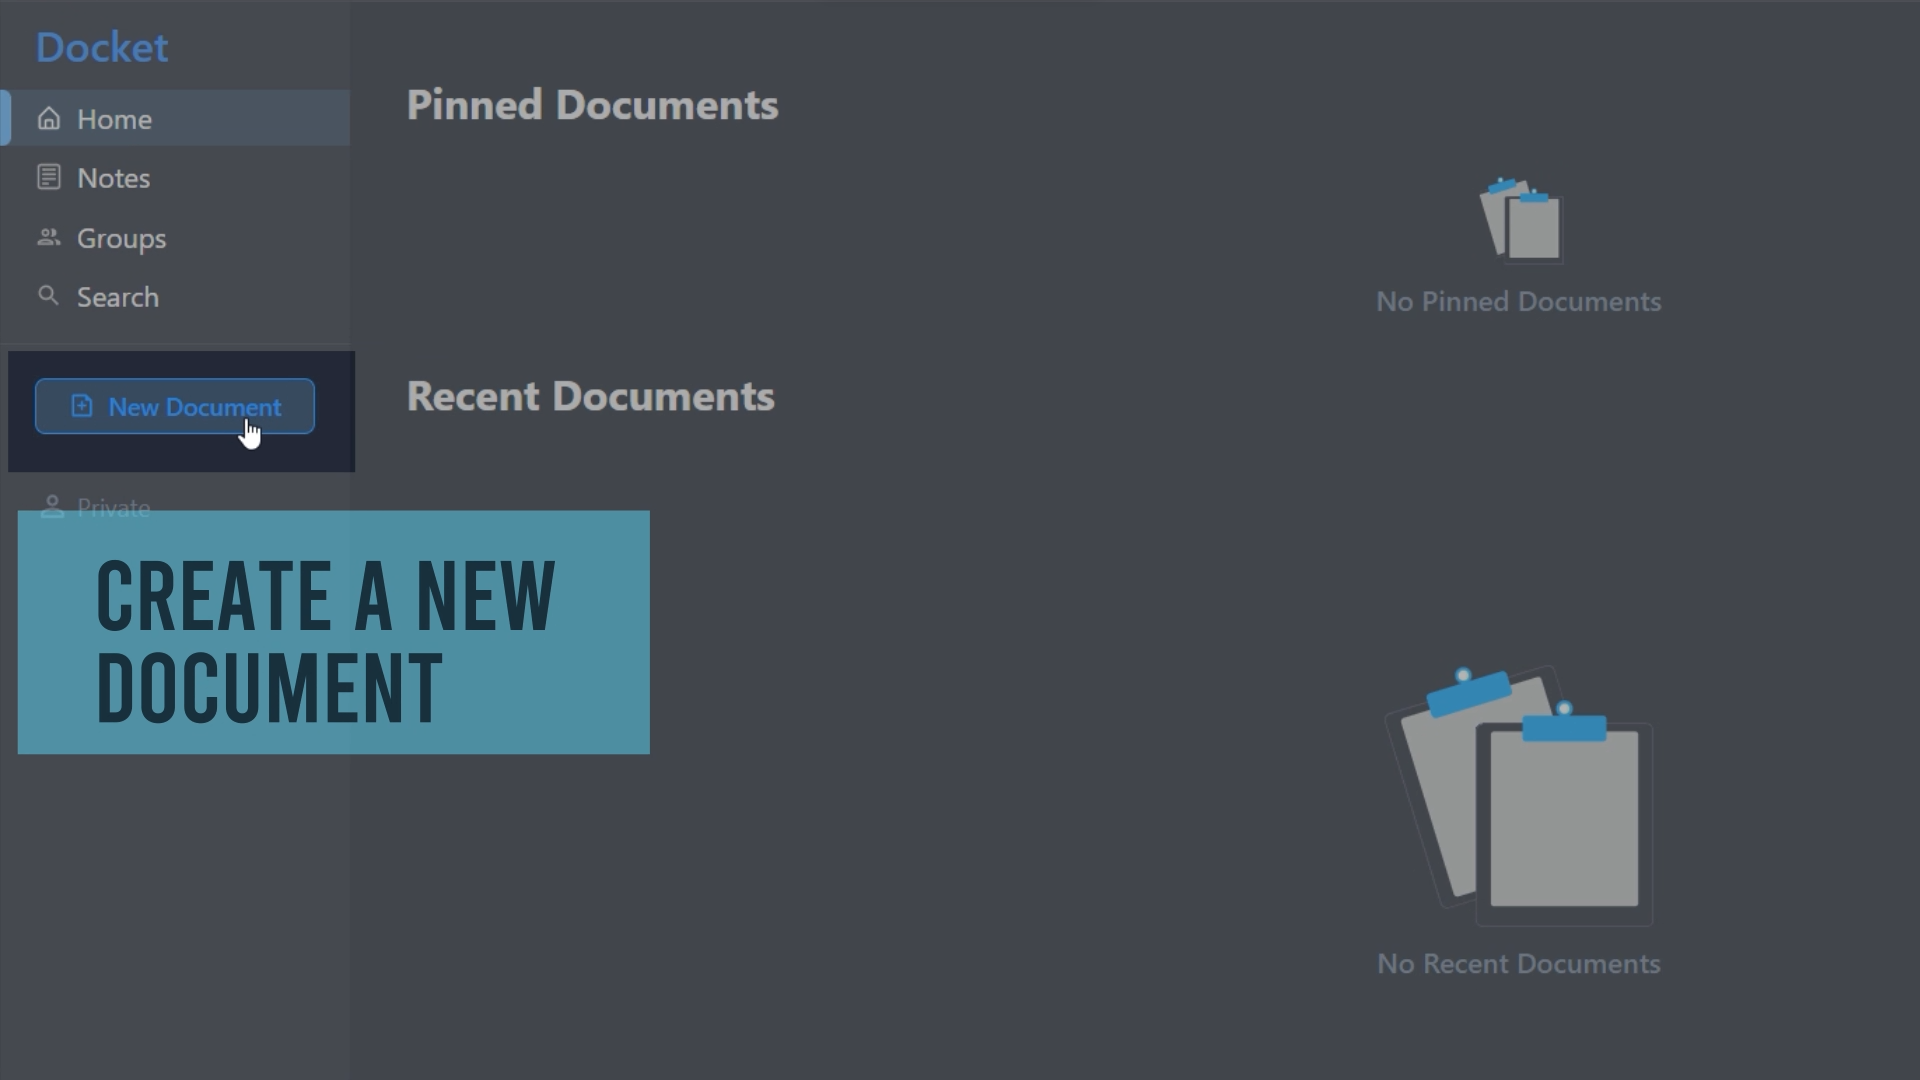 Docket
Home
Notes
Groups
Search
New Document
Private
CREATE A NEW
DOCUMENT
Pinned Documents
No Pinned Documents
Recent Documents
No Recent Documents